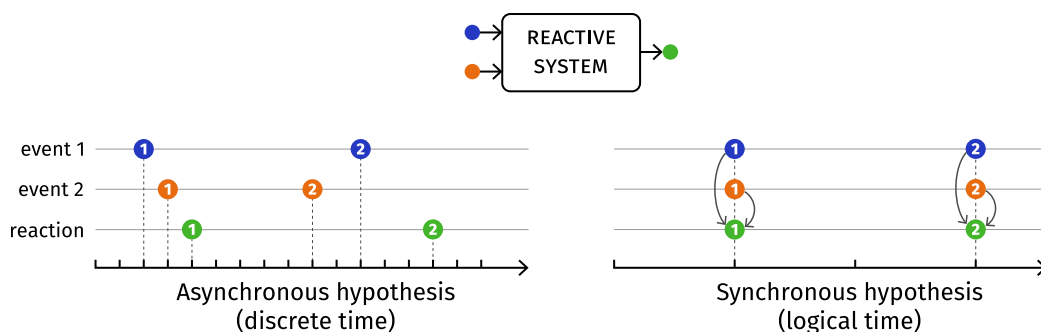 REACTIVE
SYSTEM
event 1
1
2
1
2
event 2
1
2
1
2
reaction
1
2
1
2
Asynchronous hypothesis
(discrete time)
Synchronous hypothesis
(logical time)